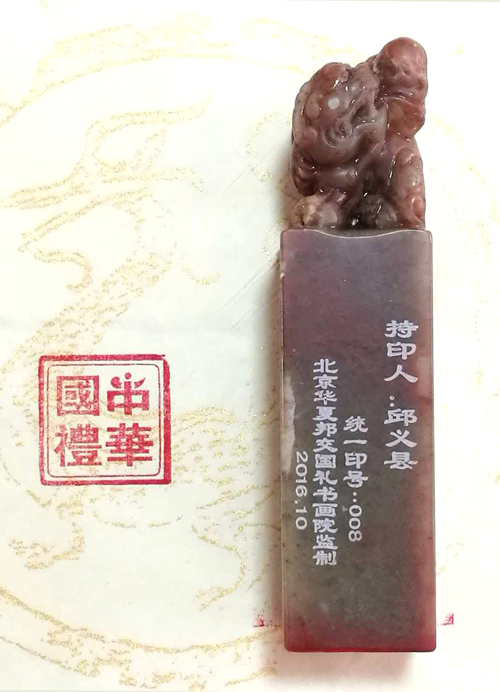 持印人：邱义县
统一印号：008
北京华夏邦交国礼书画院监制
2016.10
中華
國禮